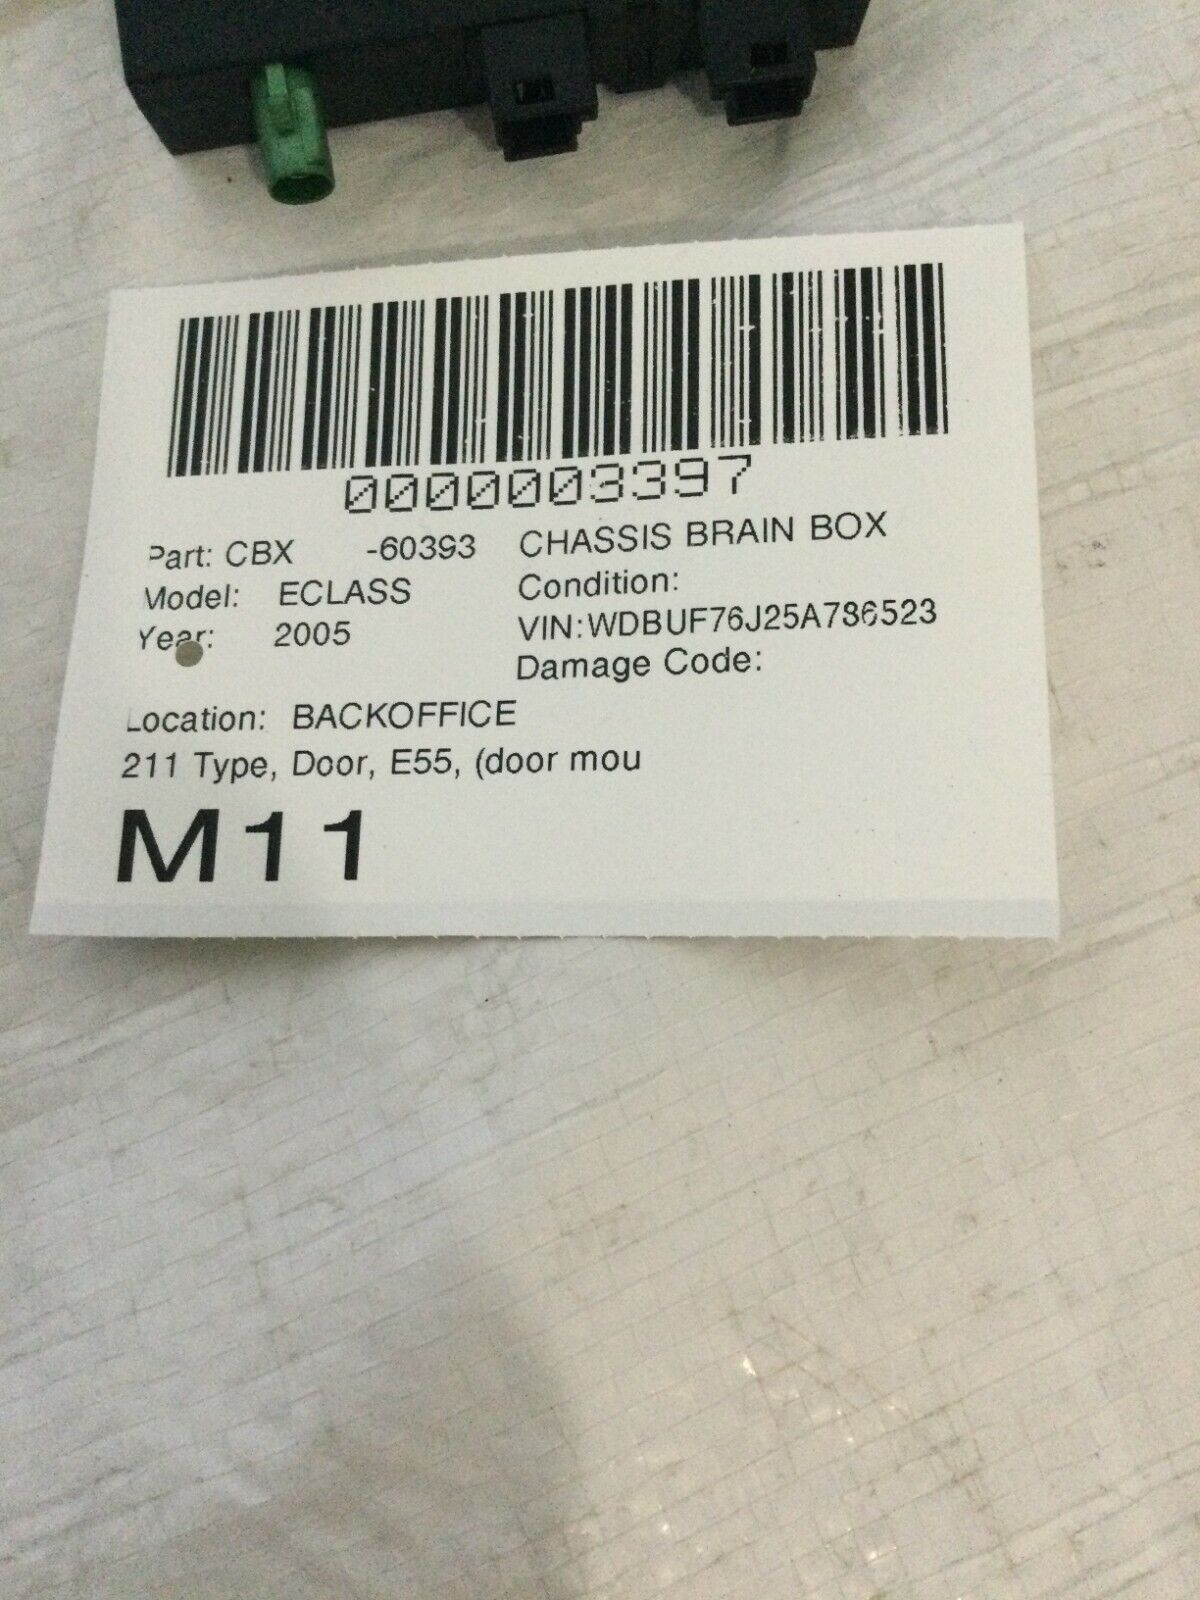 0000003397
Part: CBX -60393 CHASSIS BRAIN BOX
Model: ECLASS Condition:
Year: 2005 VIN:WDBUF76J25A786523
Damage Code:
Location: BACKOFFICE
211 Type, Door, E55, (door mou
M11